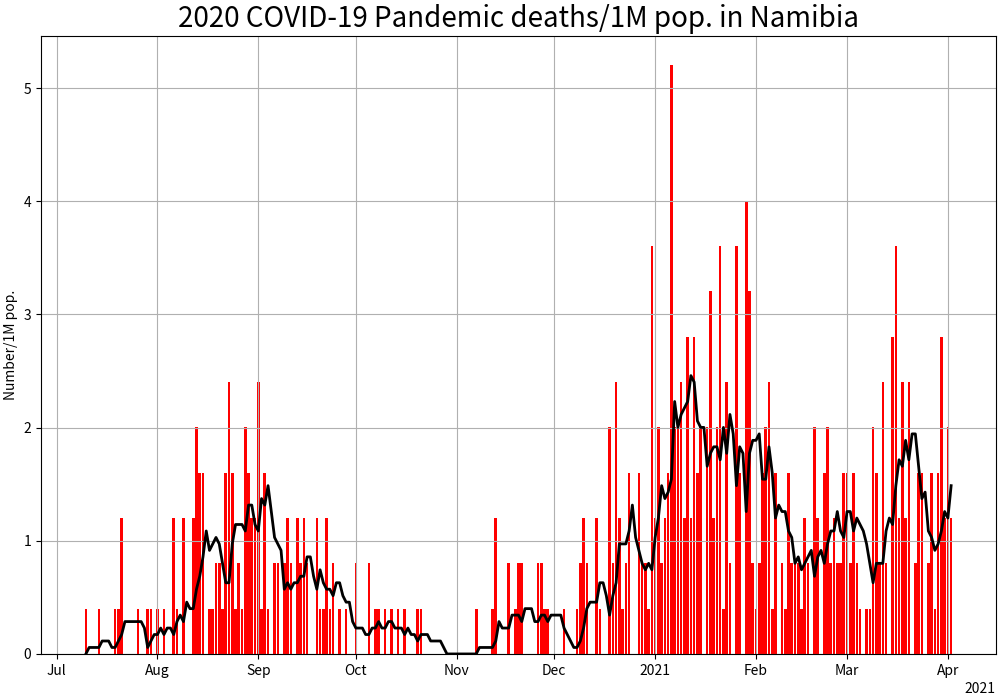 2020 COVID-19 Pandemic deaths/1M pop. in Namibia
Number/1M pop.
5
4
3
2
1
0
Jul Aug Sep Oct Nov Dec 2021 Feb Mar Apr
2021